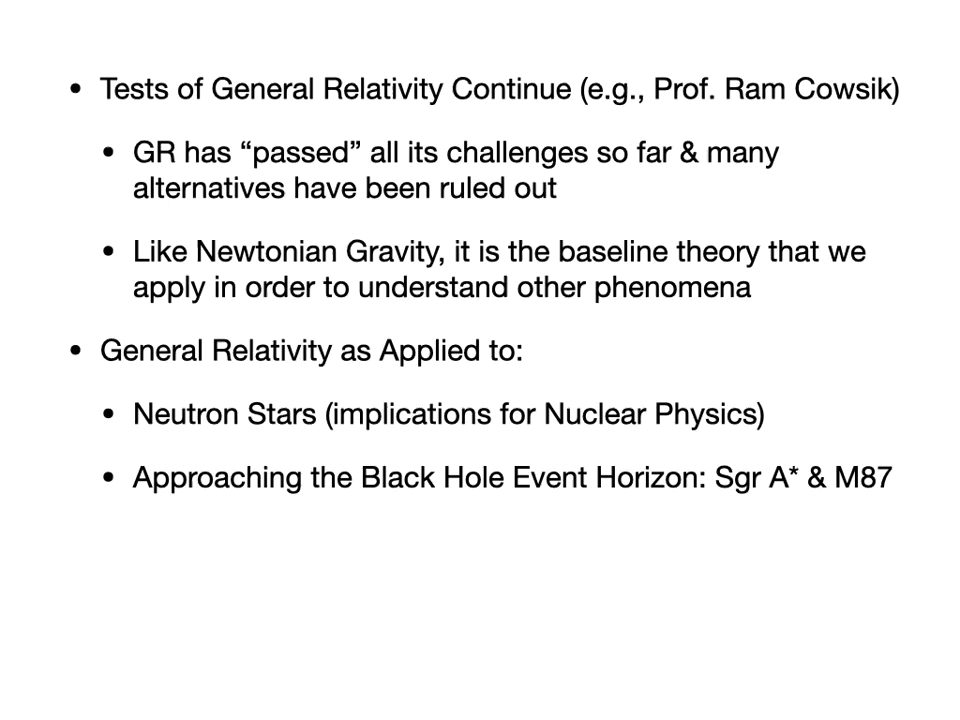 • Tests of General Relativity Continue (e.g., Prof. Ram Cowsik)
• GR has “passed” all its challenges so far & many
alternatives have been ruled out
• Like Newtonian Gravity, it is the baseline theory that we
apply in order to understand other phenomena
• General Relativity as Applied to:
• Neutron Stars (implications for Nuclear Physics)
• Approaching the Black Hole Event Horizon: Sgr A* & M87